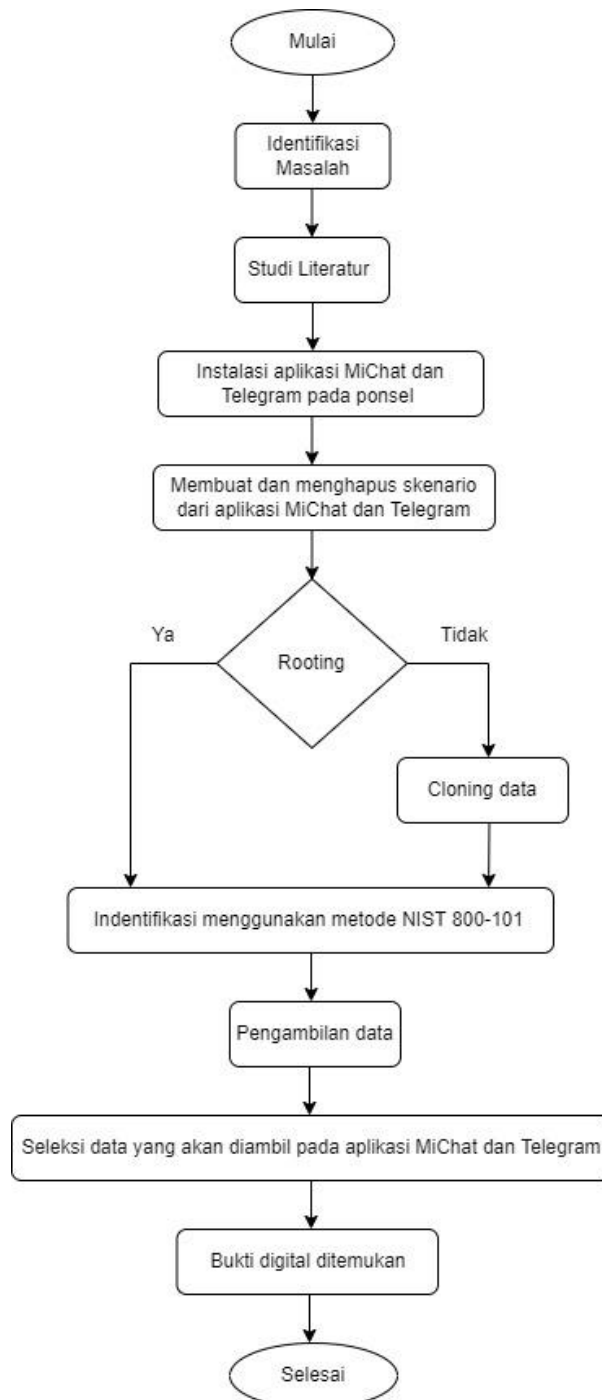 Mulai
Identifikasi
Masalah
Studi Literatur
Instalasi aplikasi MiChat dan
Telegram pada ponsel
Membuat dan menghapus skenario
dari aplikasi MiChat dan Telegram
Ya
Tidak
Rooting
Cloning data
Indentifikasi menggunakan metode NIST 800-101
Pengambilan data
Seleksi data yang akan diambil pada aplikasi MiChat dan Telegram
Bukti digital ditemukan
Selesai